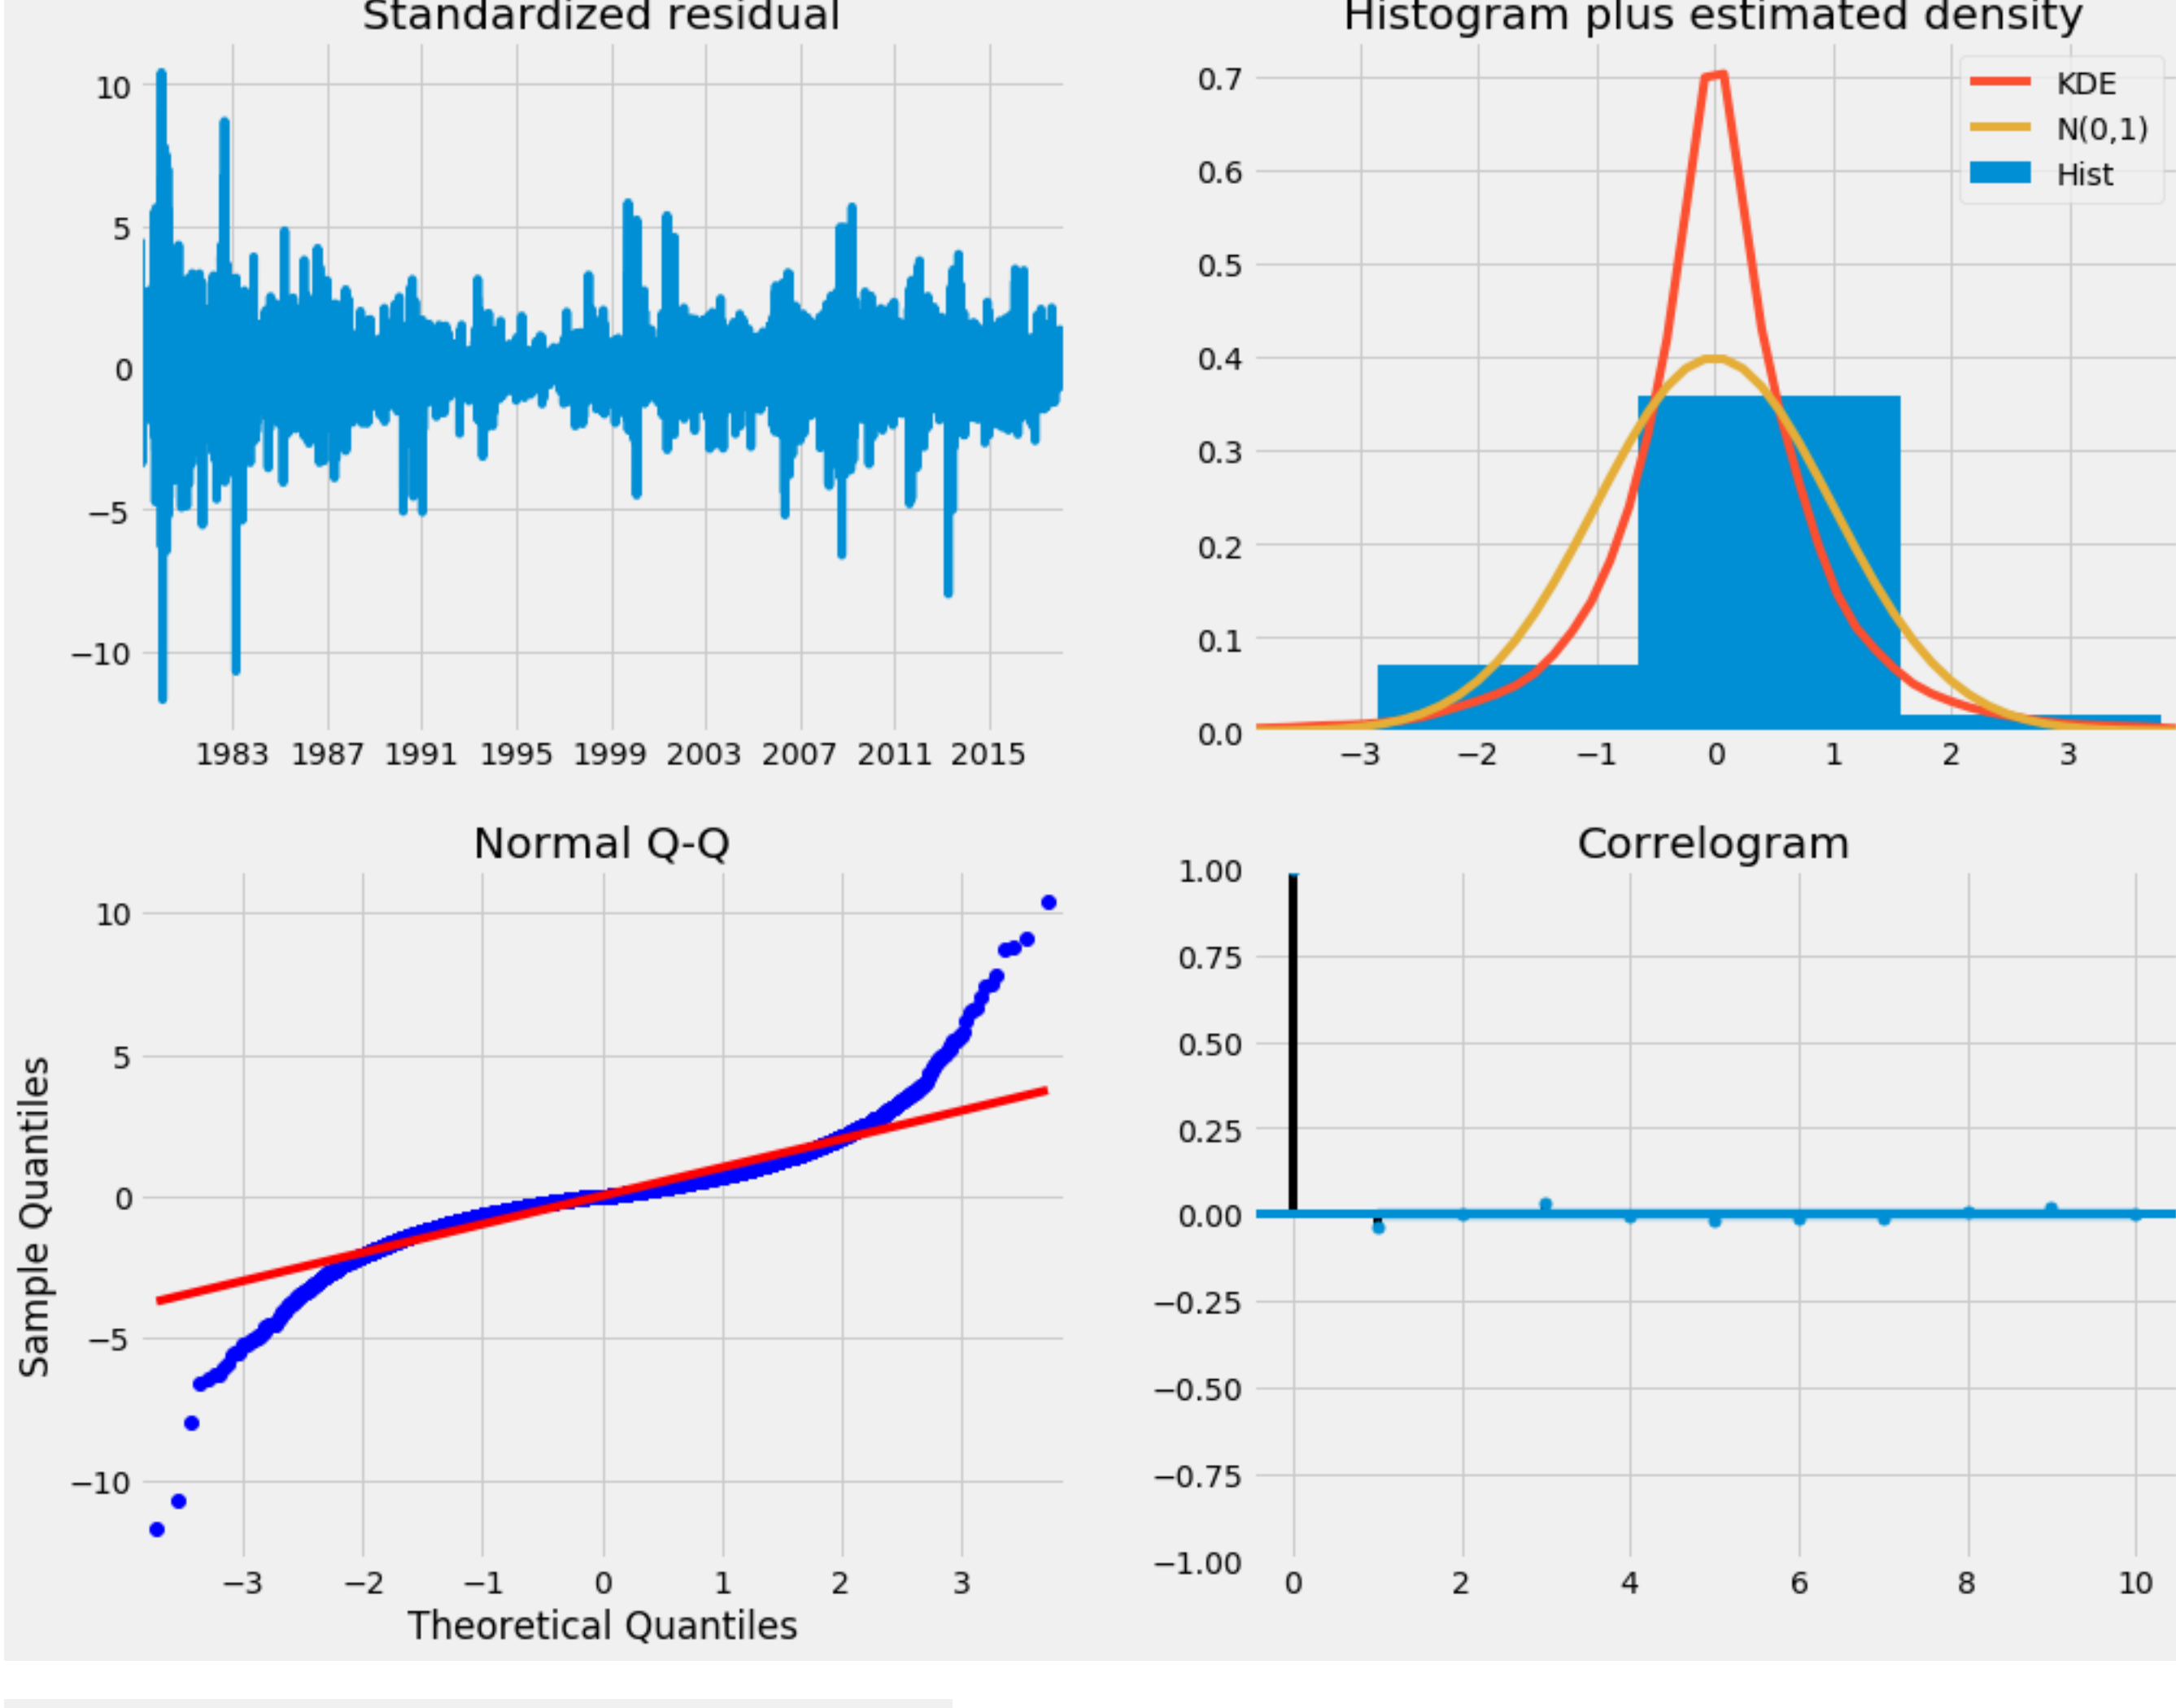 Standardized residual
10
5
0
−5
−10
1983 1987 1991 1995 1999 2003 2007 2011 2015
Histogram plus estimated density
0.7
0.6
0.5
0.4
0.3
0.2
0.1
0.0
−3 −2 −1 0 1 2 3
KDE
N(0,1)
Hist
Normal Q-Q
Sample Quantiles
10
5
0
−5
−10
−3 −2 −1 0 1 2 3
Theoretical Quantiles
Correlogram
1.00
0.75
0.50
0.25
0.00
−0.25
−0.50
−0.75
−1.00
0 2 4 6 8 10